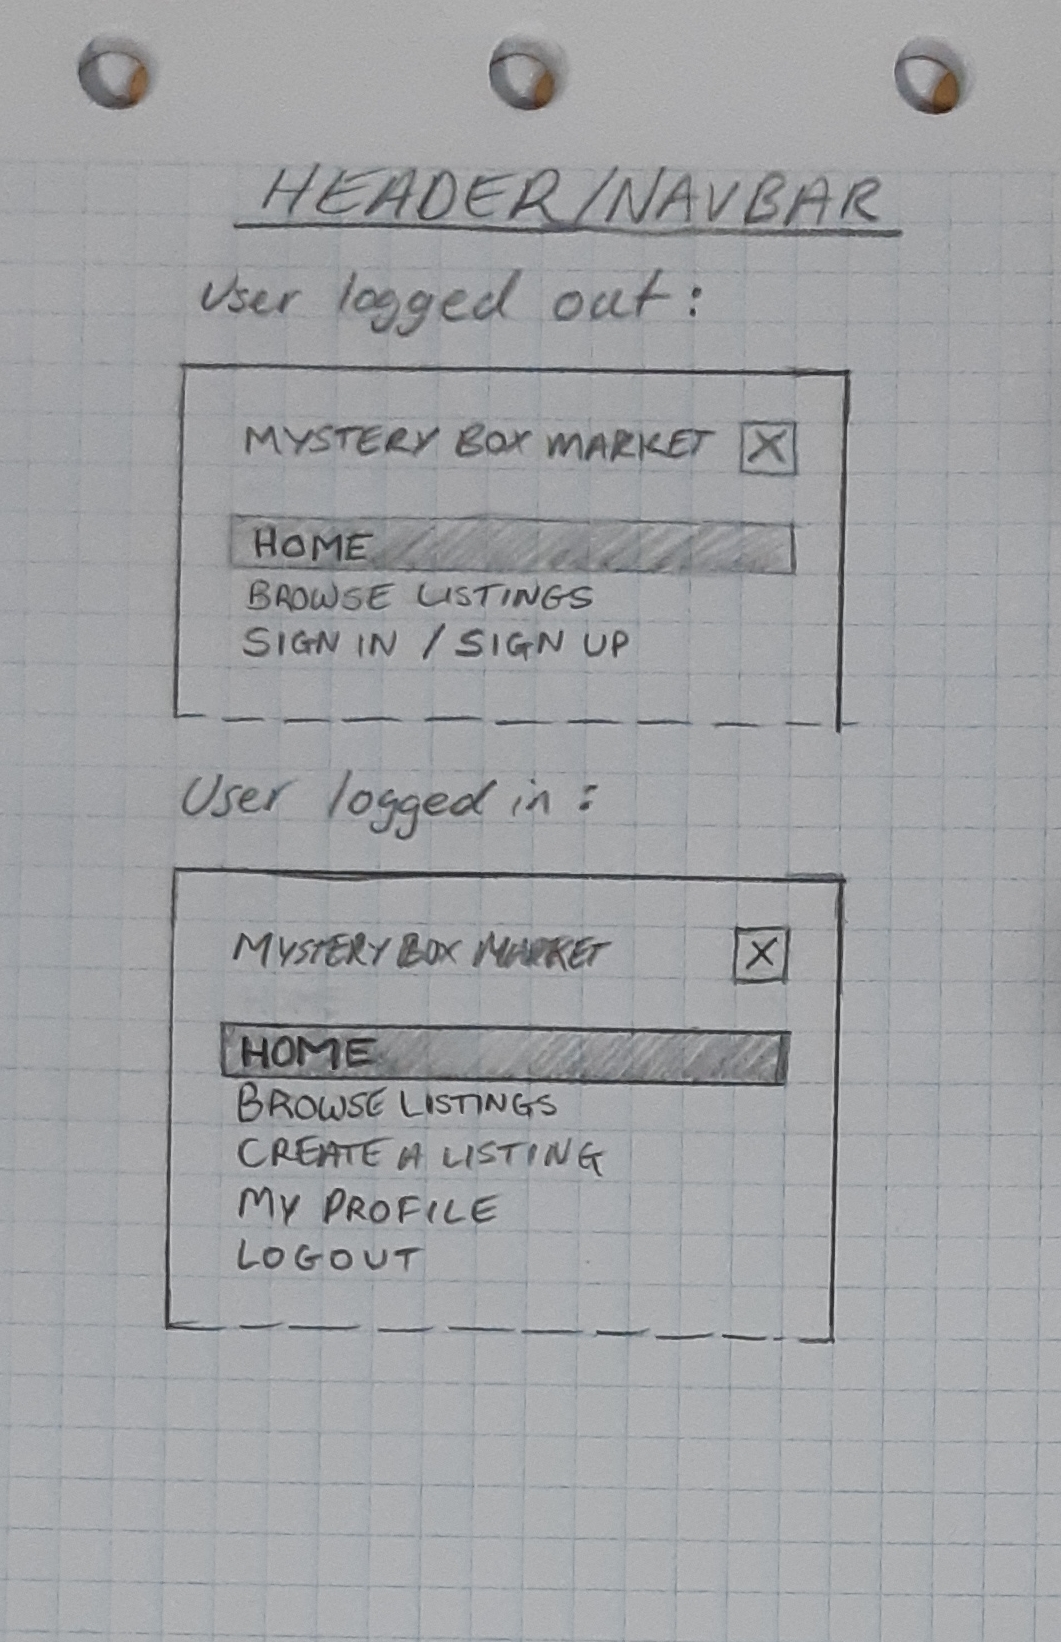 HEADER/NAVBAR
User logged out:
MYSTERY BOX MARKET X
HOME
BROWSE LISTINGS
SIGN IN / SIGN UP
User logged in:
MYSTERY BOX MARKET X
HOME
BROWSE LISTINGS
CREATE A LISTING
MY PROFILE
LOGOUT